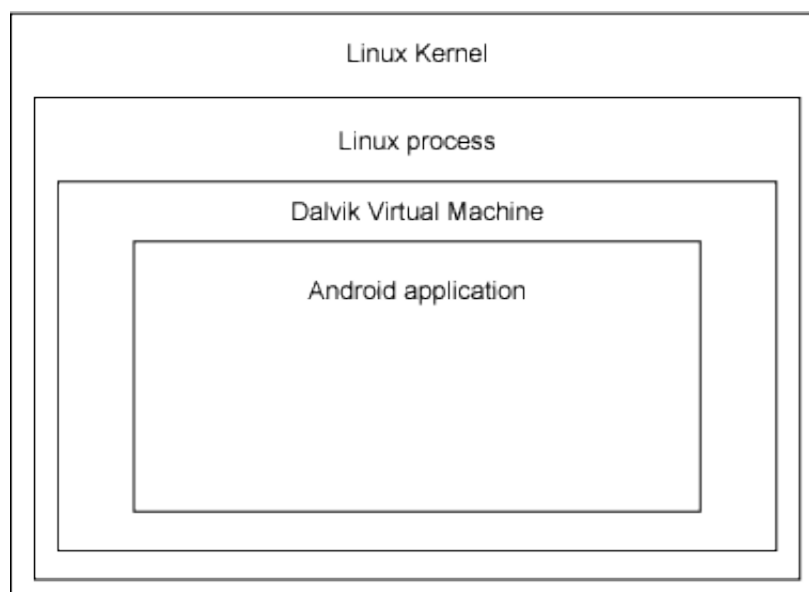 Linux Kernel
Linux process
Dalvik Virtual Machine
Android application